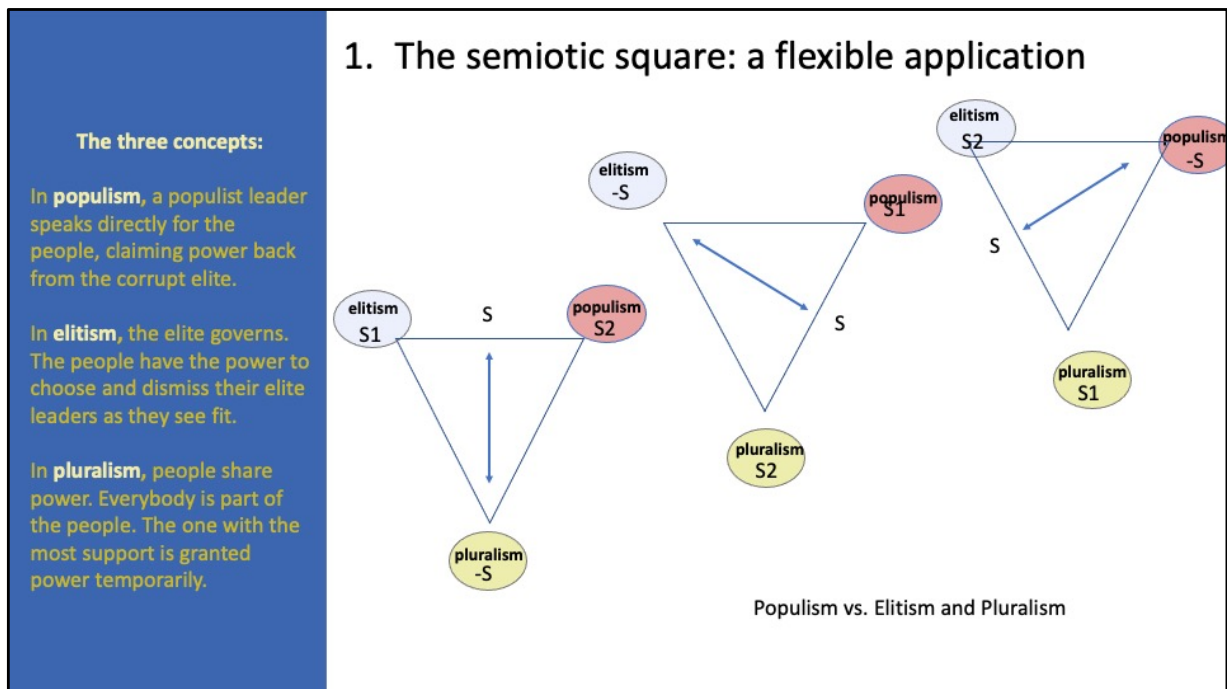 1. The semiotic square: a flexible application
The three concepts:
In populism, a populist leader
speaks directly for the
people, claiming power back
from the corrupt elite.
In elitism, the elite governs.
The people have the power to
choose and dismiss their elite
leaders as they see fit.
In pluralism, people share
power. Everybody is part of
the people. The one with the
most support is granted
power temporarily.
elitism
S1
S
populism
S2
pluralism
-S
elitism
-S
populism
S1
S
pluralism
S2
elitism
S2
populism
-S
S
pluralism
S1
Populism vs. Elitism and Pluralism